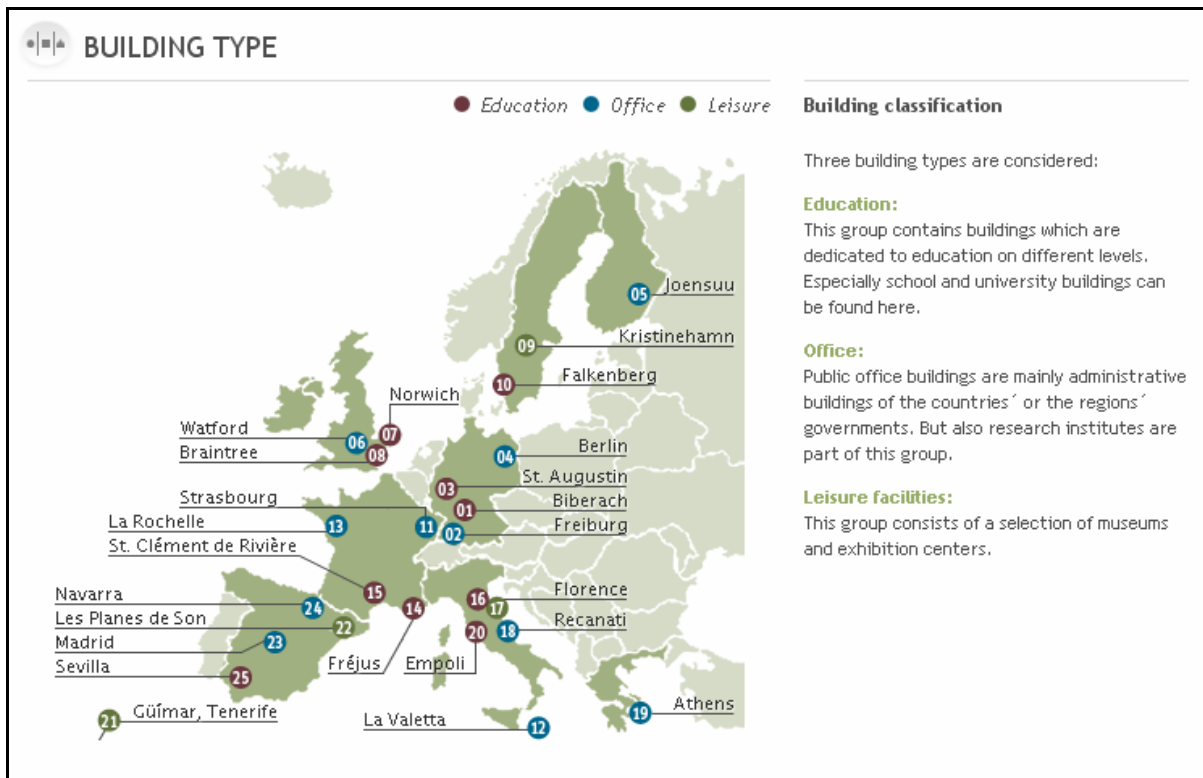 BUILDING TYPE
Education Office Leisure
Building classification
Three building types are considered:
Education:
This group contains buildings which are
dedicated to education on different levels.
Especially school and university buildings can
be found here.
Office:
Public office buildings are mainly administrative
buildings of the countries´ or the regions´
governments. But also research institutes are
part of this group.
Leisure facilities:
This group consists of a selection of museums
and exhibition centers.
05 Joensuu
09 Kristinehamn
10 Falkenberg
Norwich 07
Watford 06
Braintree 08
04 Berlin
03 St. Augustin
01 Biberach
Strasbourg 11
02 Freiburg
La Rochelle 13
St. Clément de Rivière 15
14 Fréjus
16 17 Florence
18 Recanati
20 Empoli
Navarra 24
Les Planes de Son 22
Madrid 23
Sevilla 25
21 Güímar, Tenerife
La Valetta 12
19 Athens